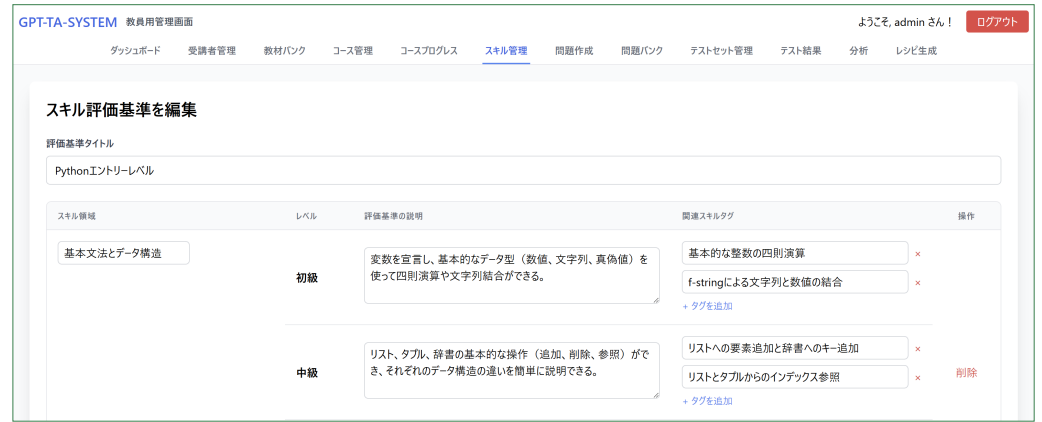 GPT-TA-SYSTEM 教員用管理画面
ようこそ, admin さん！ ログアウト
ダッシュボード 受講者管理 教材バンク コース管理 コースプログレス スキル管理 問題作成 問題バンク テストセット管理 テスト結果 分析 レシピ生成
スキル評価基準を編集
評価基準タイトル
Pythonエントリーレベル
スキル領域 レベル 評価基準の説明 関連スキルタグ 操作
基本文法とデータ構造
初級
変数を宣言し、基本的なデータ型（数値、文字列、真偽値）を
使って四則演算や文字列結合ができる。
基本的な整数の四則演算 ×
f-stringによる文字列と数値の結合 ×
+ タグを追加
中級
リスト、タプル、辞書の基本的な操作（追加、削除、参照）がで
き、それぞれのデータ構造の違いを簡単に説明できる。
リストへの要素追加と辞書へのキー追加 ×
リストとタプルからのインデックス参照 ×
+ タグを追加
削除